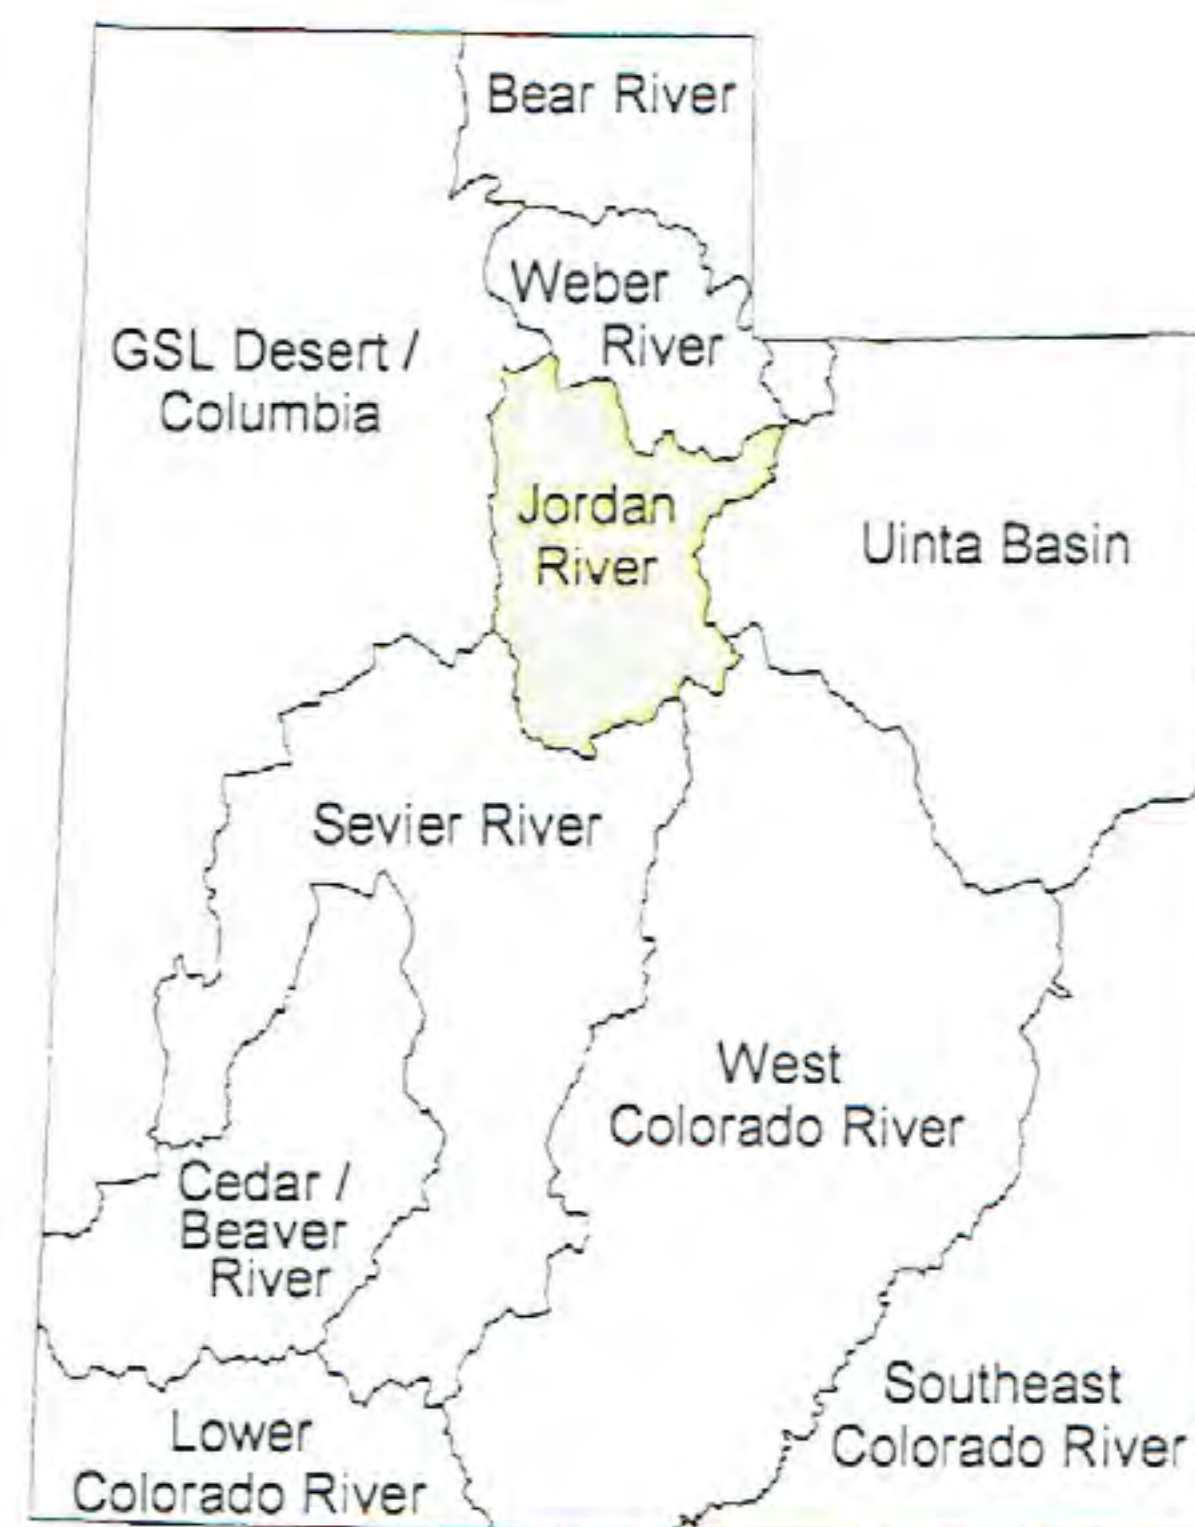 Bear River
Weber
River
GSL Desert /
Columbia
Jordan
River
Uinta Basin
Sevier River
West
Colorado River
Cedar /
Beaver
River
Southeast
Colorado River
Lower
Colorado River